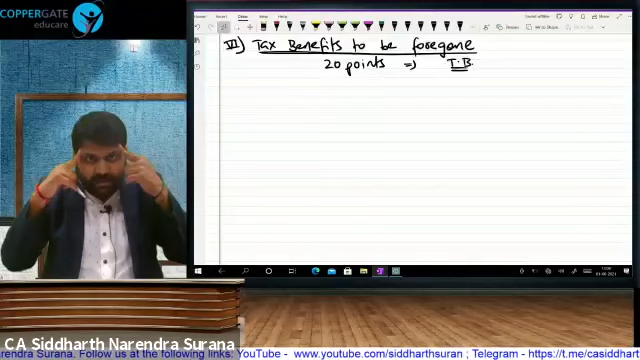 COPPERGATE
educare
VI) Tax Benefits to be foregone
20 points => T.B.
CA Siddharth Narendra Surana
rendra Surana. Follow us at the following links: YouTube - www.youtube.com/siddharthsuran ; Telegram - https://t.me/casiddhar